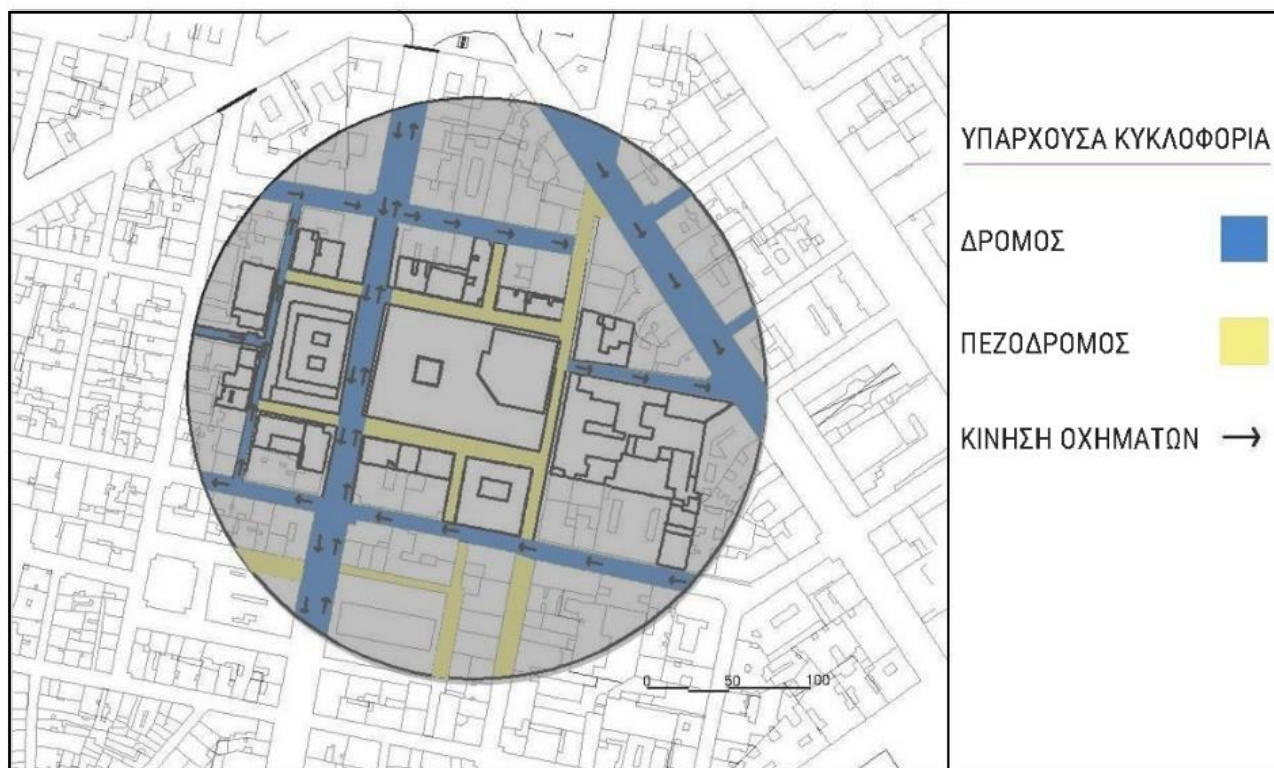 ΥΠΑΡΧΟΥΣΑ ΚΥΚΛΟΦΟΡΙΑ
ΔΡΟΜΟΣ
ΠΕΖΟΔΡΟΜΟΣ
ΚΙΝΗΣΗ ΟΧΗΜΑΤΩΝ
0 50 100